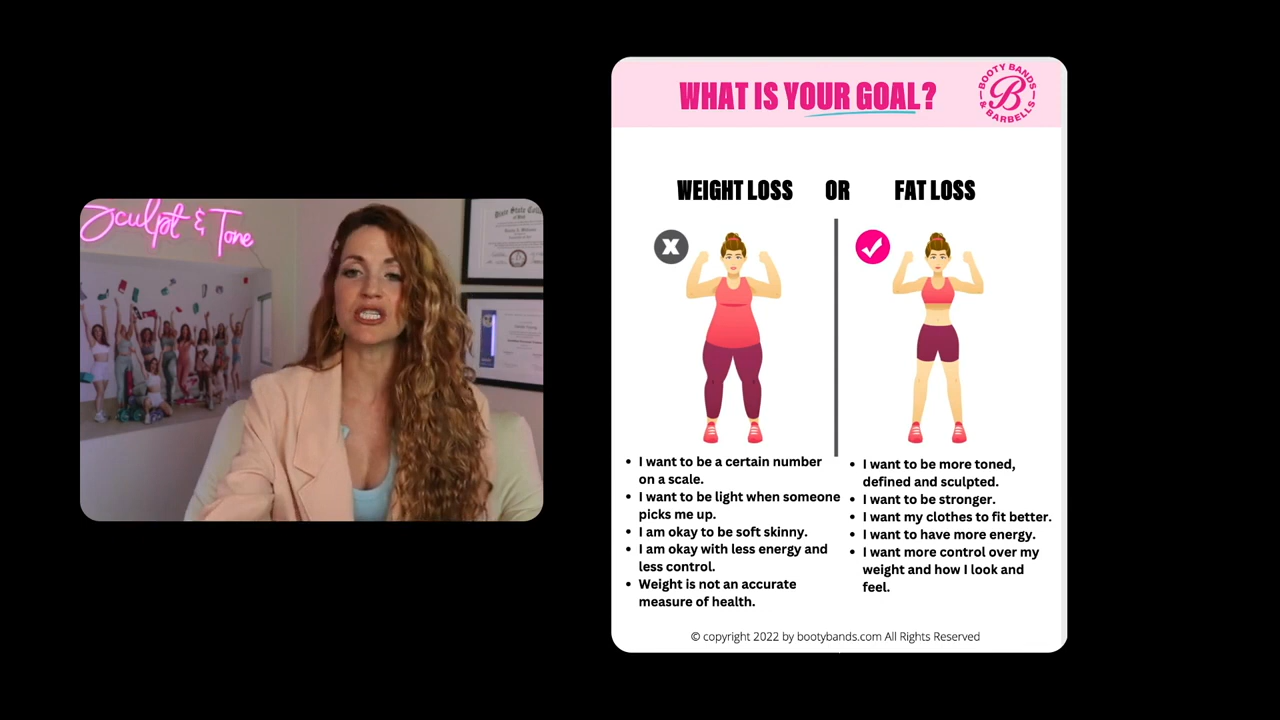 Sculpt & Tone
WHAT IS YOUR GOAL?
BOOTY BANDS
B
& BARBELLS
WEIGHT LOSS OR FAT LOSS
X
I want to be a certain number
on a scale.
I want to be light when someone
picks me up.
I am okay to be soft skinny.
I am okay with less energy and
less control.
Weight is not an accurate
measure of health.
I want to be more toned,
defined and sculpted.
I want to be stronger.
I want my clothes to fit better.
I want to have more energy.
I want more control over my
weight and how I look and
feel.
© copyright 2022 by bootybands.com All Rights Reserved